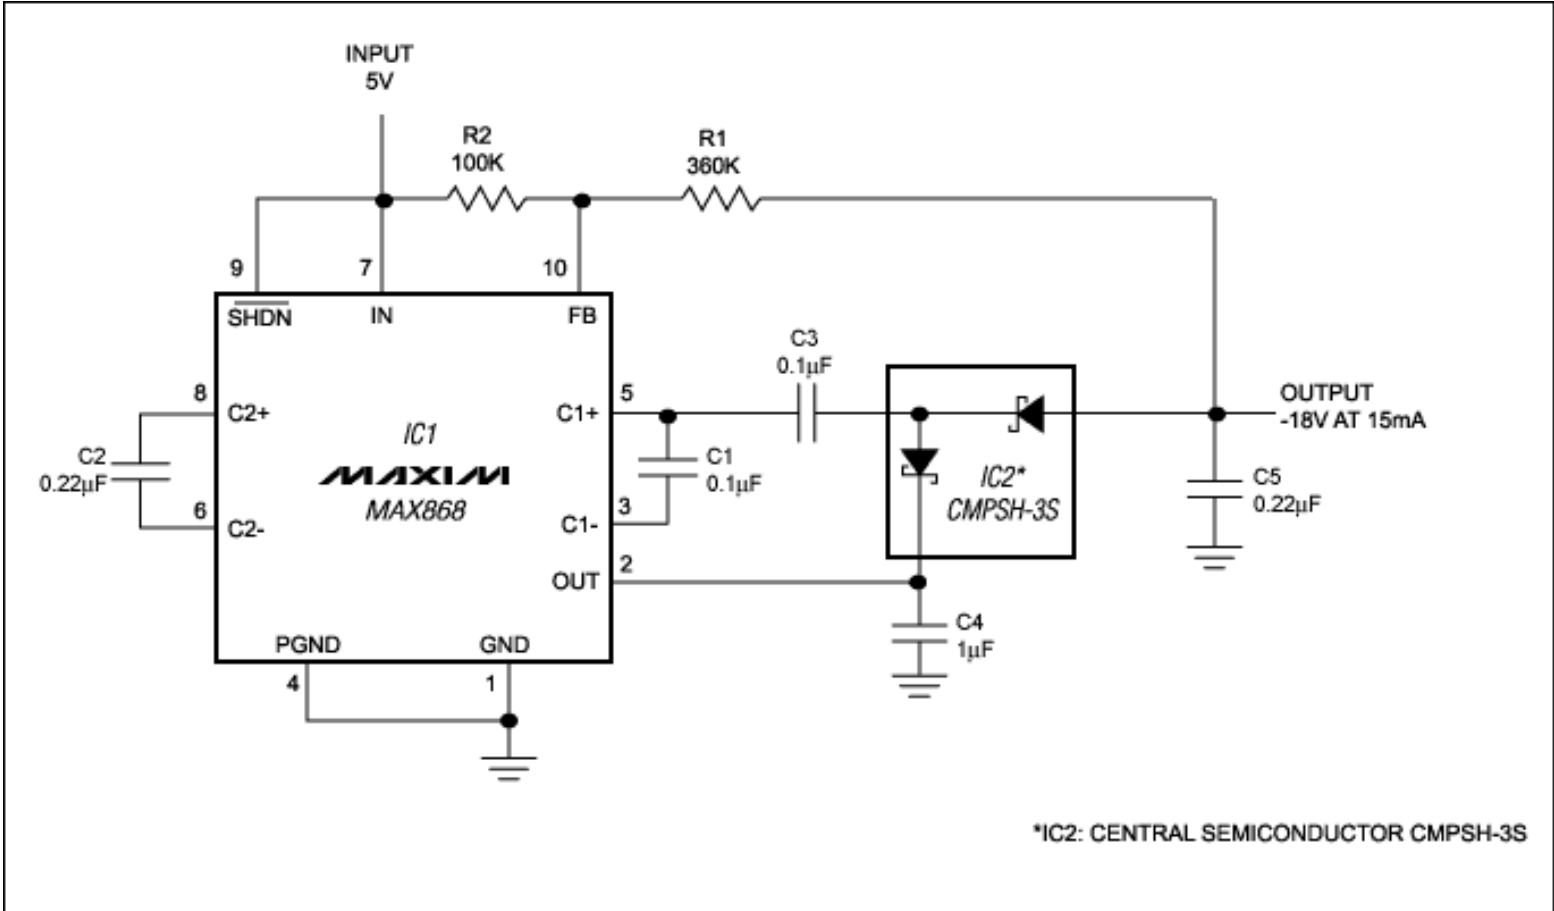 INPUT
5V
R2
100K
R1
360K
9
7
10
SHDN
IN
FB
8
C2+
C2
0.22µF
6
C2-
IC1
MAXIM
MAX868
5
C1+
C1
0.1µF
3
C1-
2
OUT
C3
0.1µF
IC2*
CMPSH-3S
OUTPUT
-18V AT 15mA
C5
0.22µF
C4
1µF
PGND
GND
4
1
*IC2: CENTRAL SEMICONDUCTOR CMPSH-3S